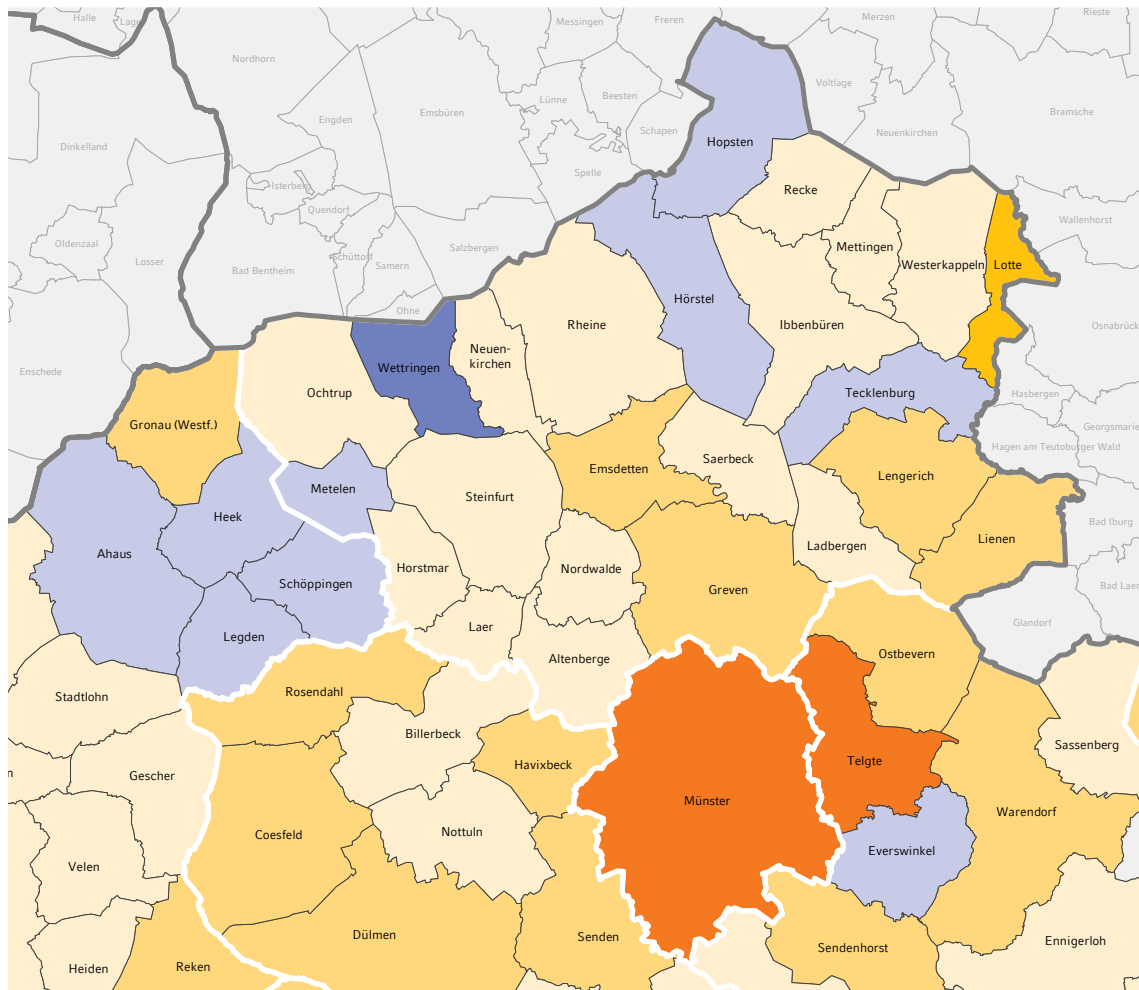 Halle
Lage
Messingen
Freren
Merzen
Rieste
Nordhorn
Voltlage
Lünne
Beesten
Emsbüren
Bramsche
Engden
Schapen
Neuenkirchen
Dinkelland
Hopsten
Spelle
Isterberg
Recke
Quendorf
Wallenhorst
Oldenzaal
Mettingen
Salzbergen
Schüttorf
Losser
Samern
Westerkappeln
Lotte
Bad Bentheim
Hörstel
Ohne
Rheine
Ibbenbüren
Osnabrück
Neuen-
kirchen
Wettringen
Enschede
Ochtrup
Tecklenburg
Hasbergen
Gronau (Westf.)
Georgsmarie
Hagen am Teutoburger Wald
Saerbeck
Emsdetten
Lengerich
Metelen
Steinfurt
Heek
Bad Iburg
Lienen
Ladbergen
Ahaus
Horstmar
Nordwalde
Schöppingen
Bad Laer
Greven
Glandorf
Laer
Legden
Ostbevern
Altenberge
Rosendahl
Stadtlohn
Billerbeck
Sassenberg
Telgte
Havixbeck
n
Gescher
Münster
Warendorf
Nottuln
Coesfeld
Everswinkel
Velen
Dülmen
Senden
Ennigerloh
Sendenhorst
Reken
Heiden